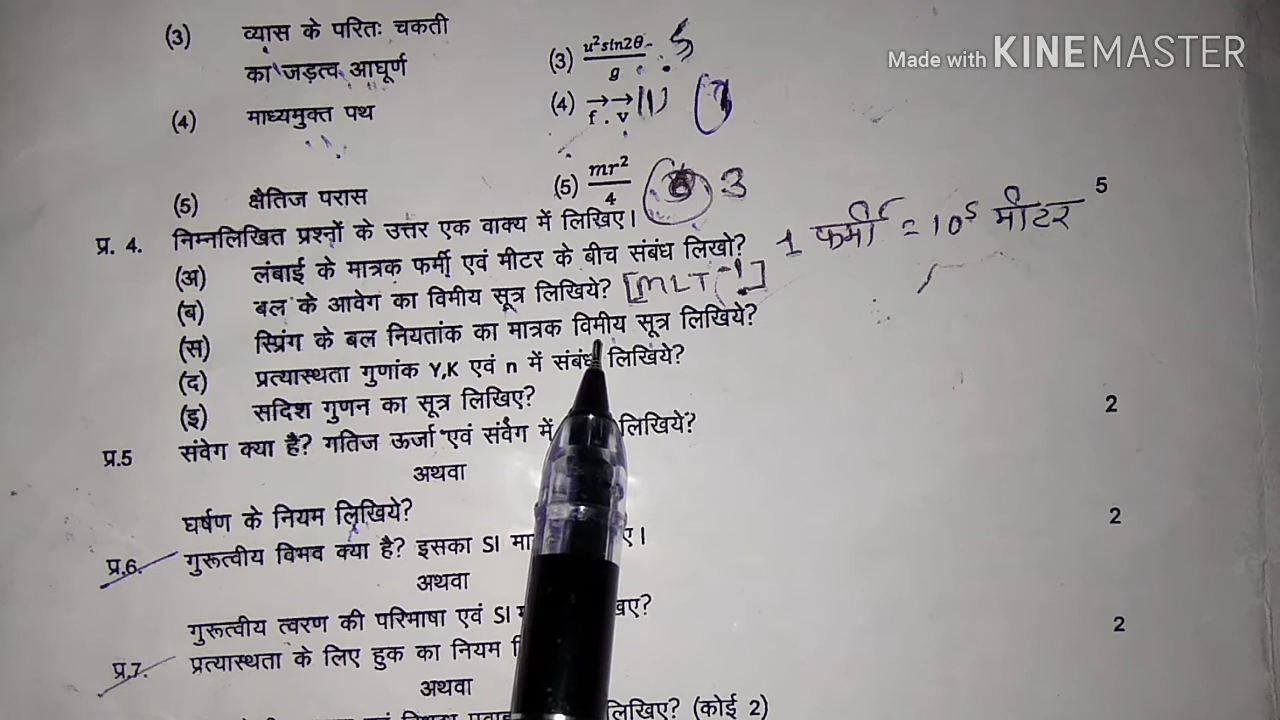 Made with KINEMASTER
(3) व्यास के परितः चकती
का जड़त्व आघूर्ण (3) u²sin2θ/g 5
(4) माध्यमुक्त पथ (4) f⃗ . v⃗ (1)
(5) क्षैतिज परास (5) mr²/4 3
प्र. 4. निम्नलिखित प्रश्नों के उत्तर एक वाक्य में लिखिए। 5
(अ) लंबाई के मात्रक फर्मी एवं मीटर के बीच संबंध लिखो? 1 फर्मी = 10⁵ मीटर
(ब) बल के आवेग का विमीय सूत्र लिखिये? [MLT⁻¹]
(स) स्प्रिंग के बल नियतांक का मात्रक विमीय सूत्र लिखिये?
(द) प्रत्यास्थता गुणांक Y,K एवं n में संबंध लिखिये?
(इ) सदिश गुणन का सूत्र लिखिए?
प्र.5 संवेग क्या है? गतिज ऊर्जा एवं संवेग में लिखिये? 2
अथवा
घर्षण के नियम लिखिये?
प्र.6. गुरूत्वीय विभव क्या है? इसका SI 2
अथवा
गुरूत्वीय त्वरण की परिभाषा एवं SI
प्र.7. प्रत्यास्थता के लिए हुक का नियम 2
अथवा
लिखिए? (कोई 2)